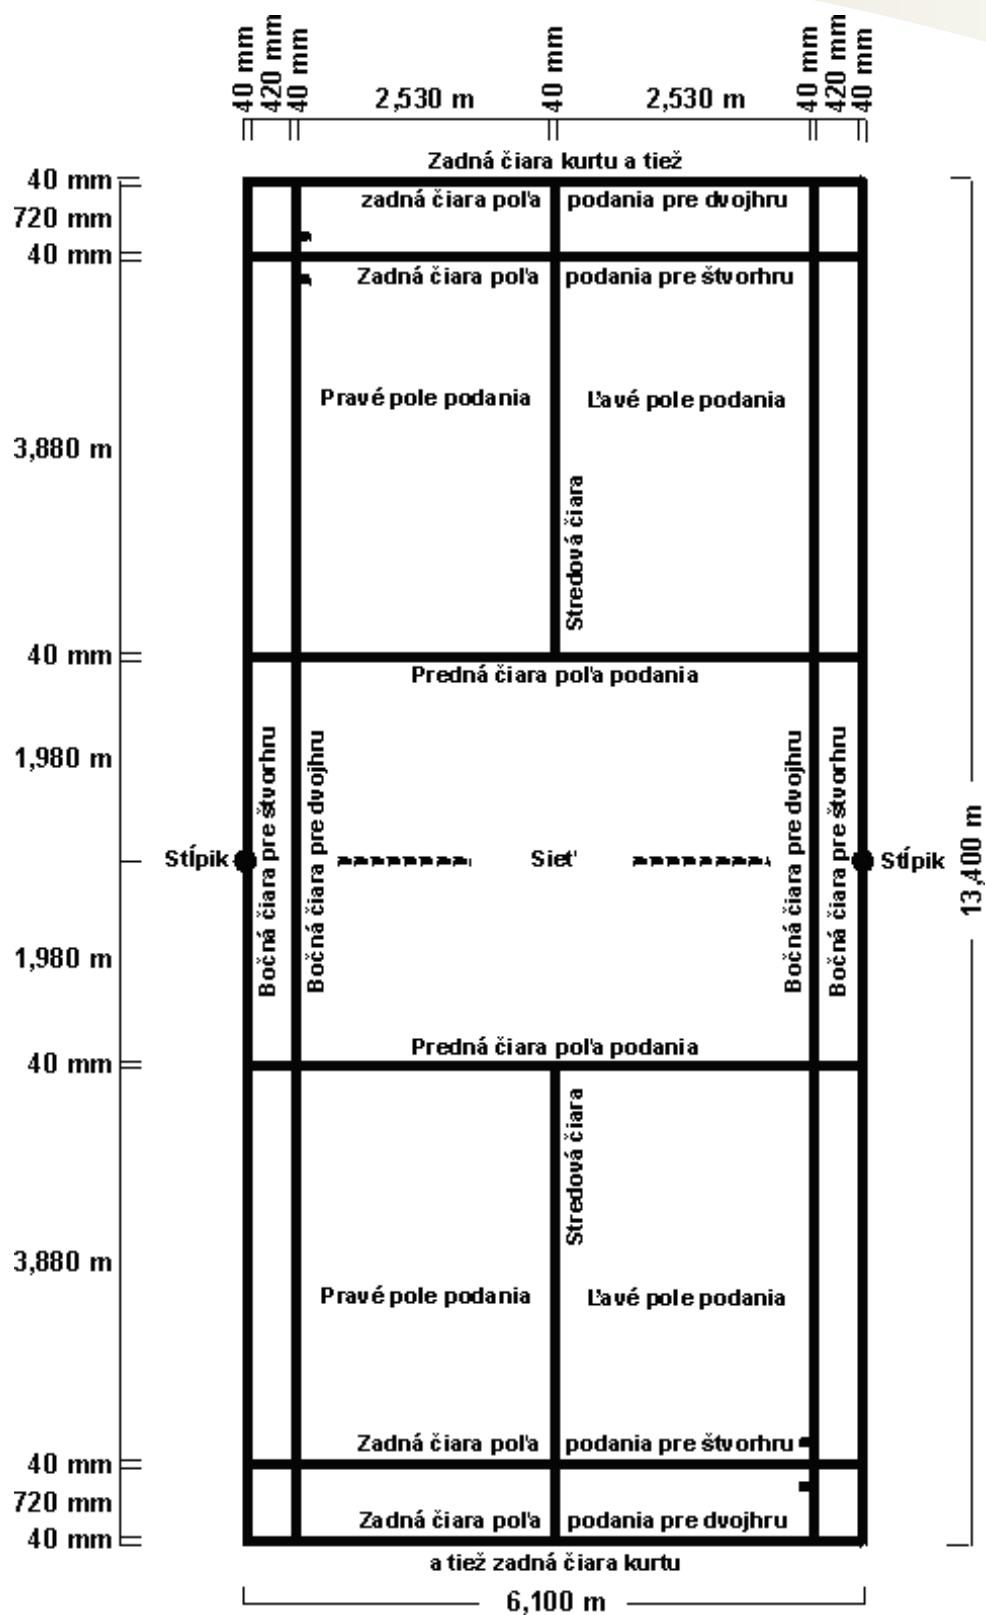 40 mm
420 mm
40 mm
2,530 m
40 mm
2,530 m
40 mm
420 mm
40 mm
Zadná čiara kurtu a tiež
40 mm
zadná čiara poľa podania pre dvojhru
720 mm
40 mm
Zadná čiara poľa podania pre štvorhru
Pravé pole podania
Ľavé pole podania
3,880 m
Stredová čiara
40 mm
Predná čiara poľa podania
1,980 m
Bočná čiara pre štvorhru
Bočná čiara pre dvojhru
Bočná čiara pre dvojhru
Bočná čiara pre štvorhru
Stĺpik
Sieť
Stĺpik
13,400 m
1,980 m
Predná čiara poľa podania
40 mm
Stredová čiara
3,880 m
Pravé pole podania
Ľavé pole podania
Zadná čiara poľa podania pre štvorhru
40 mm
720 mm
Zadná čiara poľa podania pre dvojhru
40 mm
a tiež zadná čiara kurtu
6,100 m